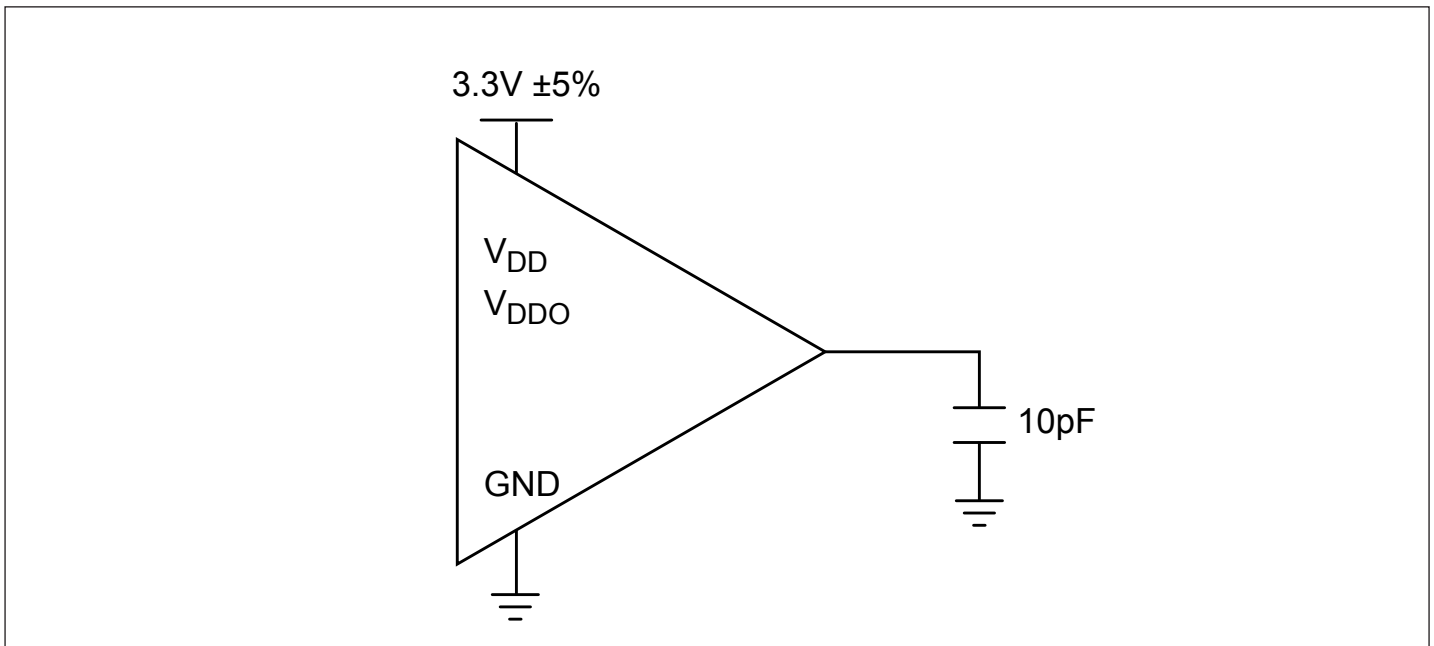 3.3V ±5%
VDD
VDDO
10pF
GND